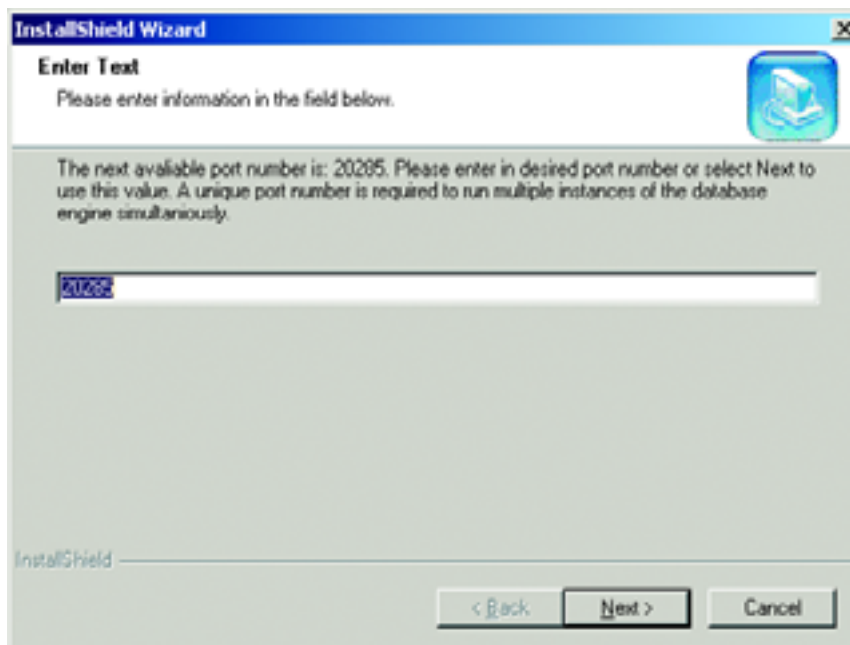 InstallShield Wizard
Enter Text
Please enter information in the field below.
The next avaliable port number is: 20285. Please enter in desired port number or select Next to
use this value. A unique port number is required to run multiple instances of the database
engine simultaniously.
20285
InstallShield
< Back
Next >
Cancel